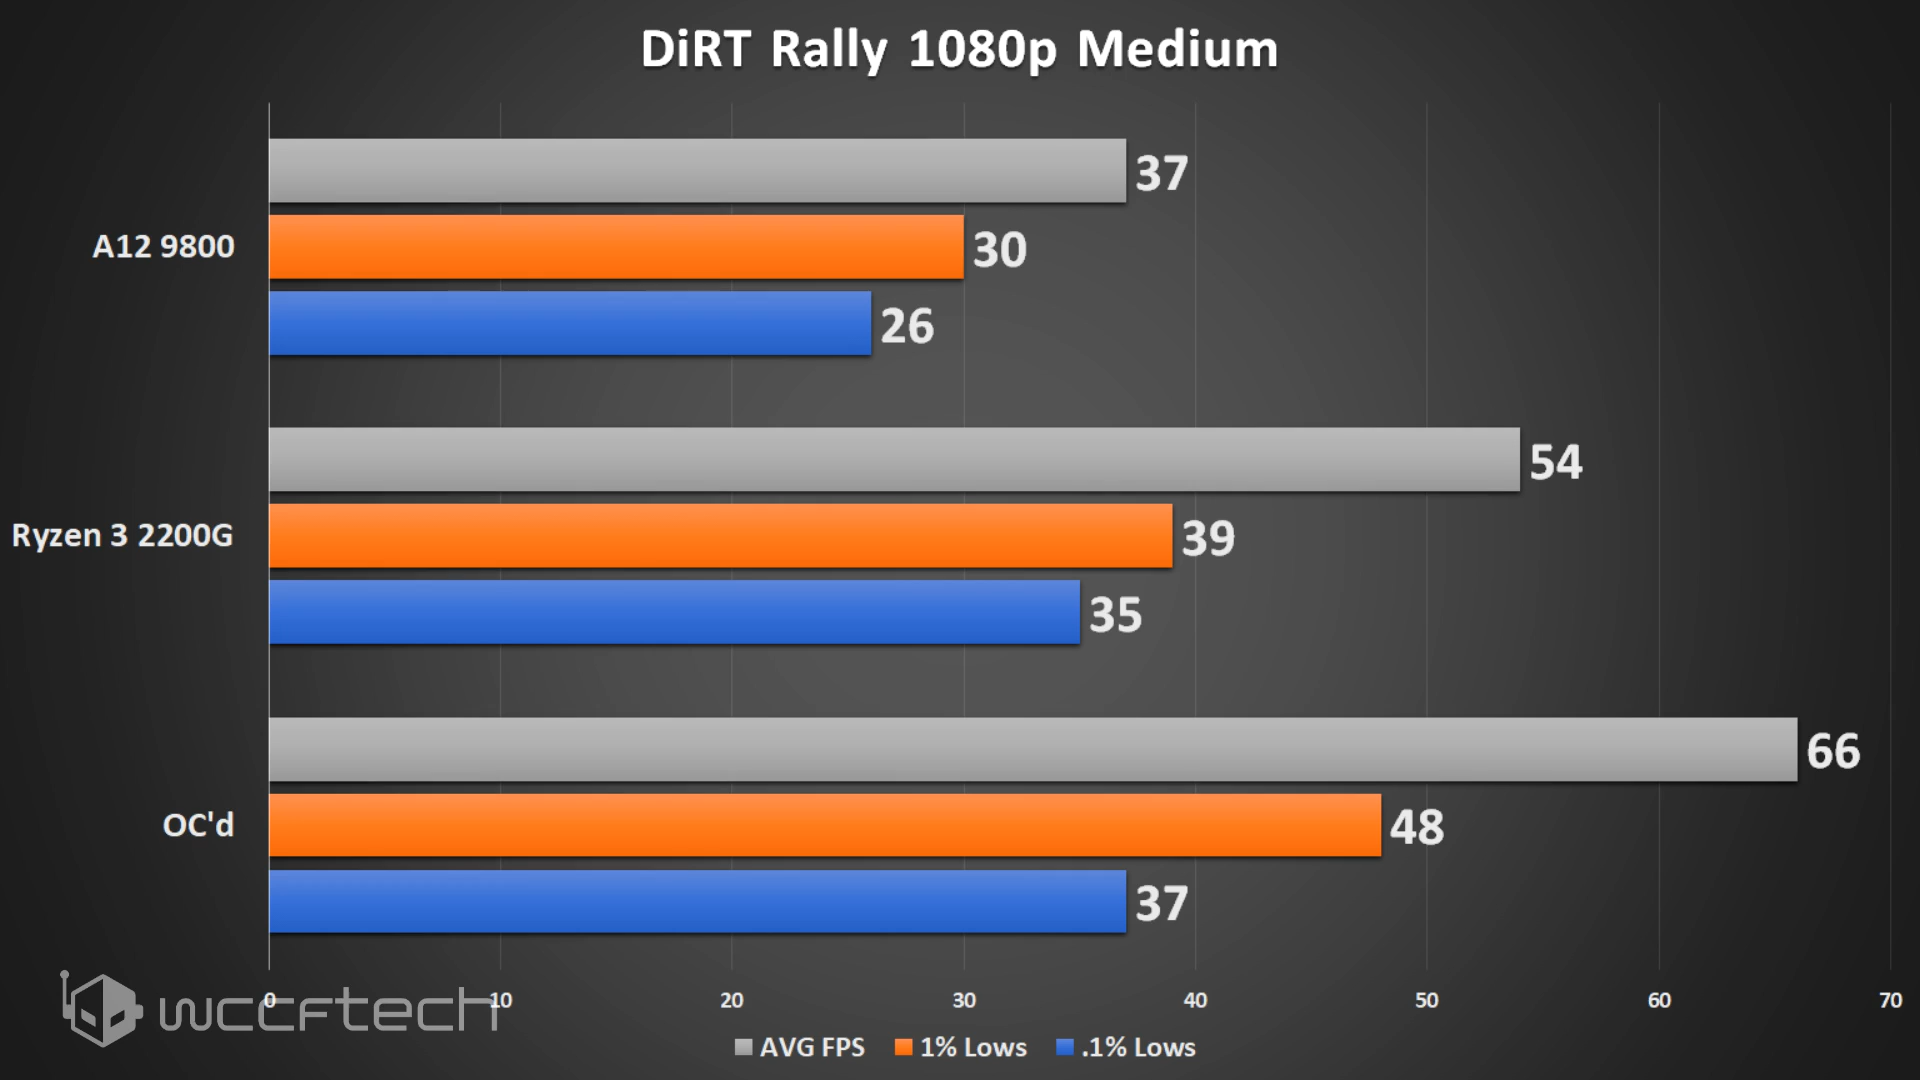 DiRT Rally 1080p Medium
A12 9800
37
30
26
Ryzen 3 2200G
54
39
35
OC'd
66
48
37
0 10 20 30 40 50 60 70
wccftech
AVG FPS 1% Lows .1% Lows